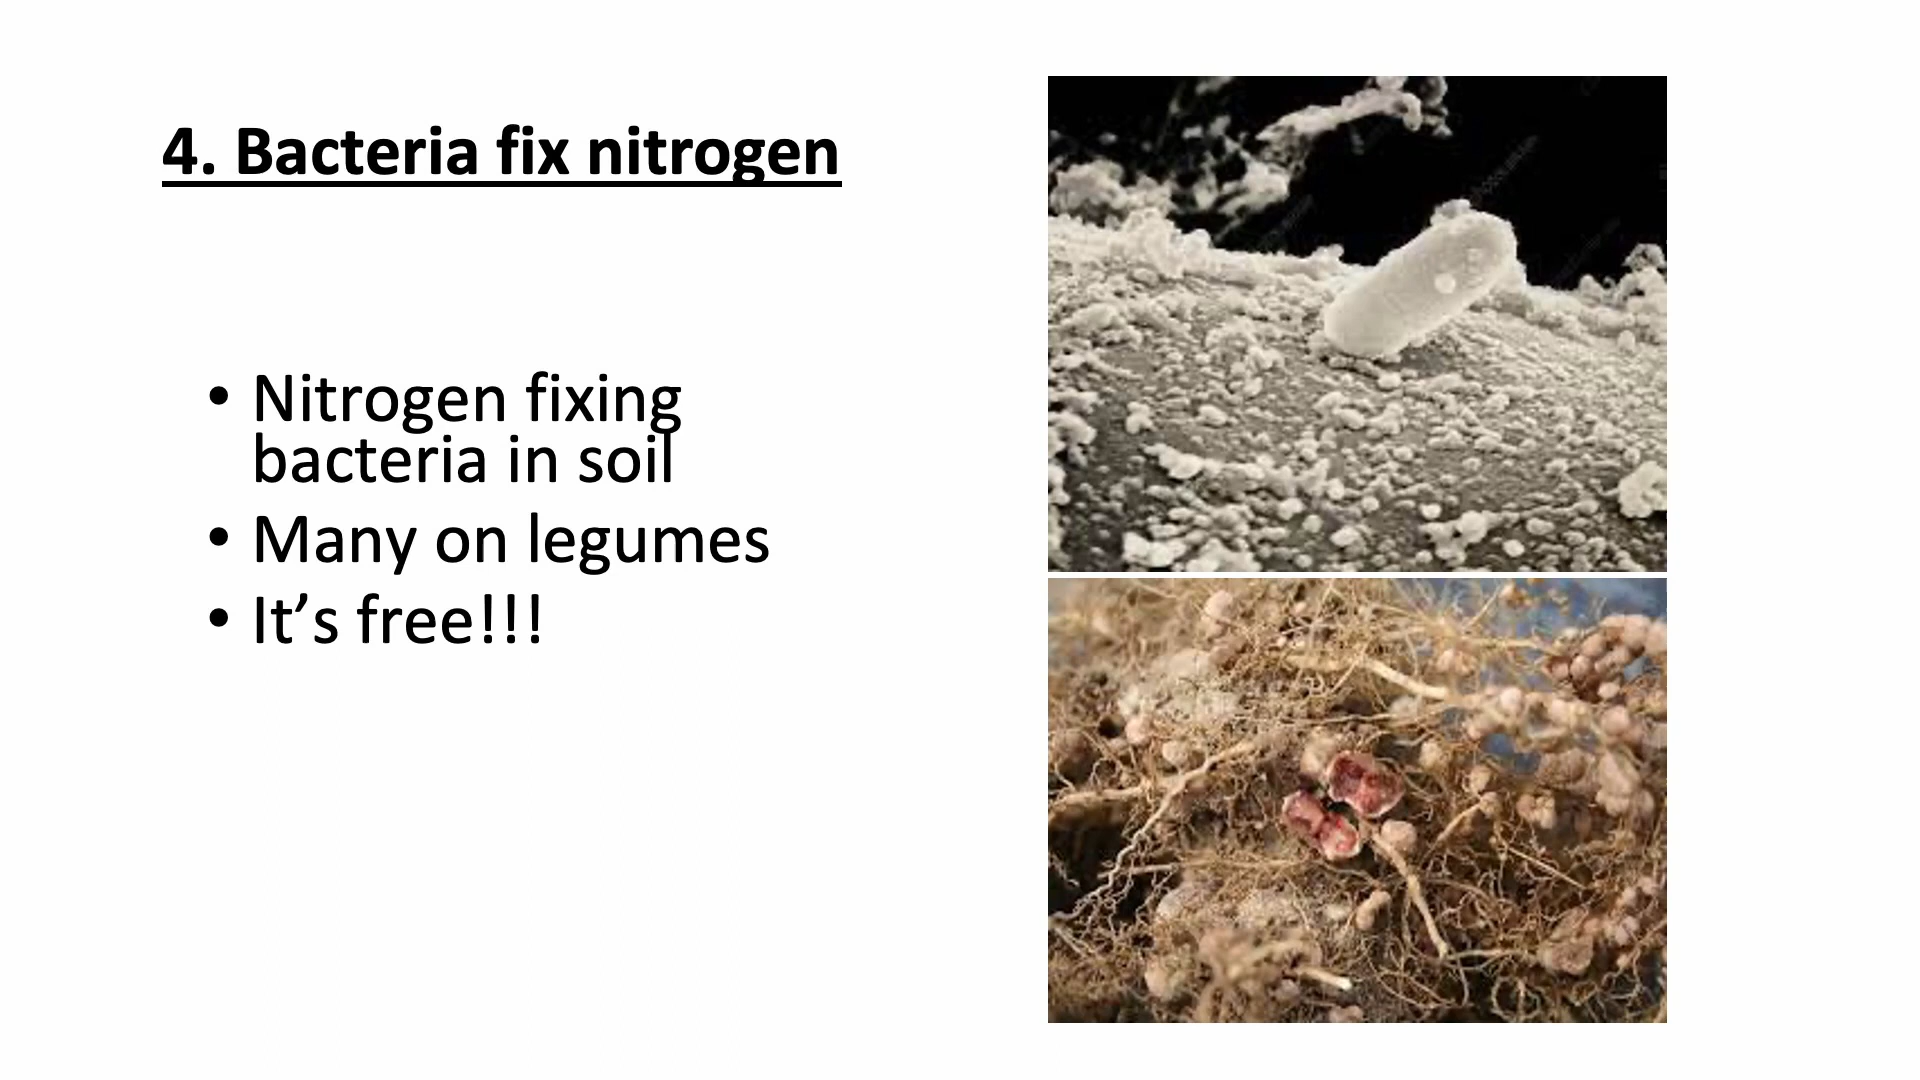 4. Bacteria fix nitrogen
• Nitrogen fixing
bacteria in soil
• Many on legumes
• It’s free!!!